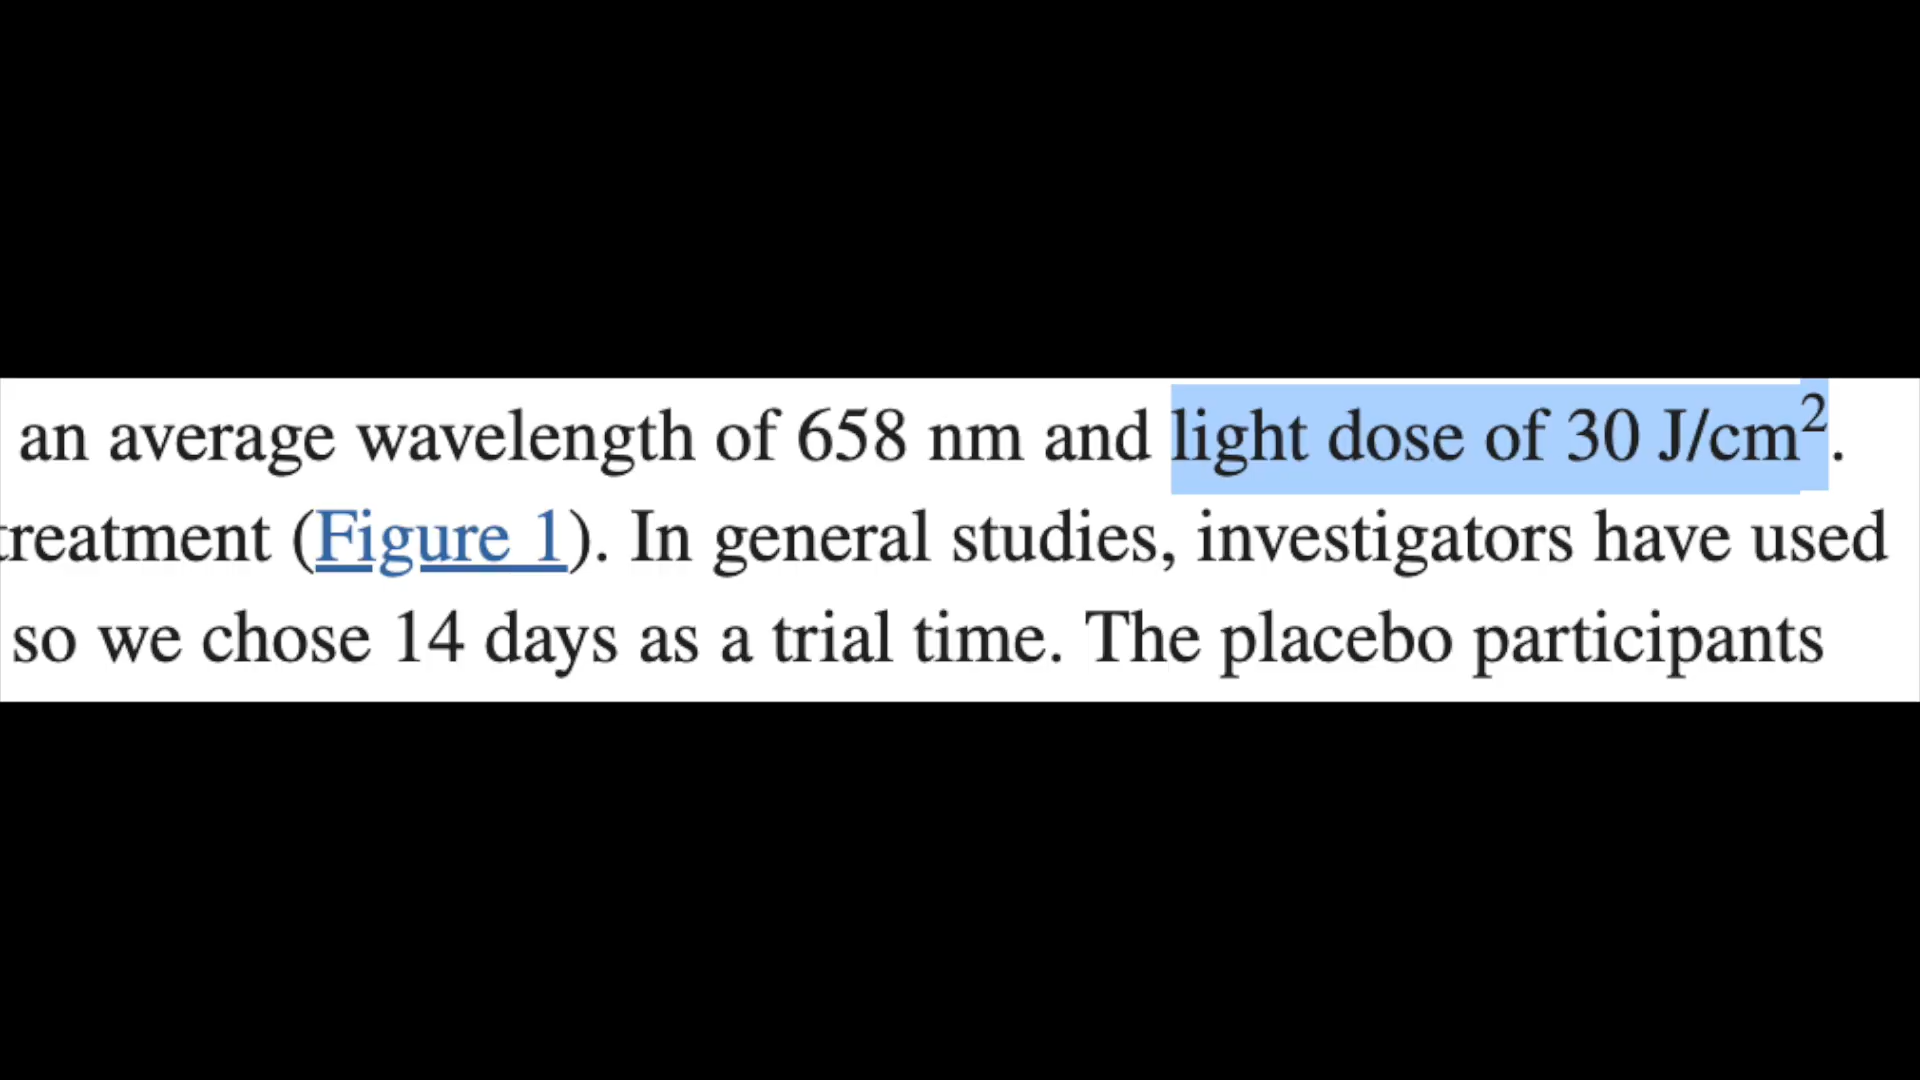 an average wavelength of 658 nm and light dose of 30 J/cm².
treatment (Figure 1). In general studies, investigators have used
so we chose 14 days as a trial time. The placebo participants